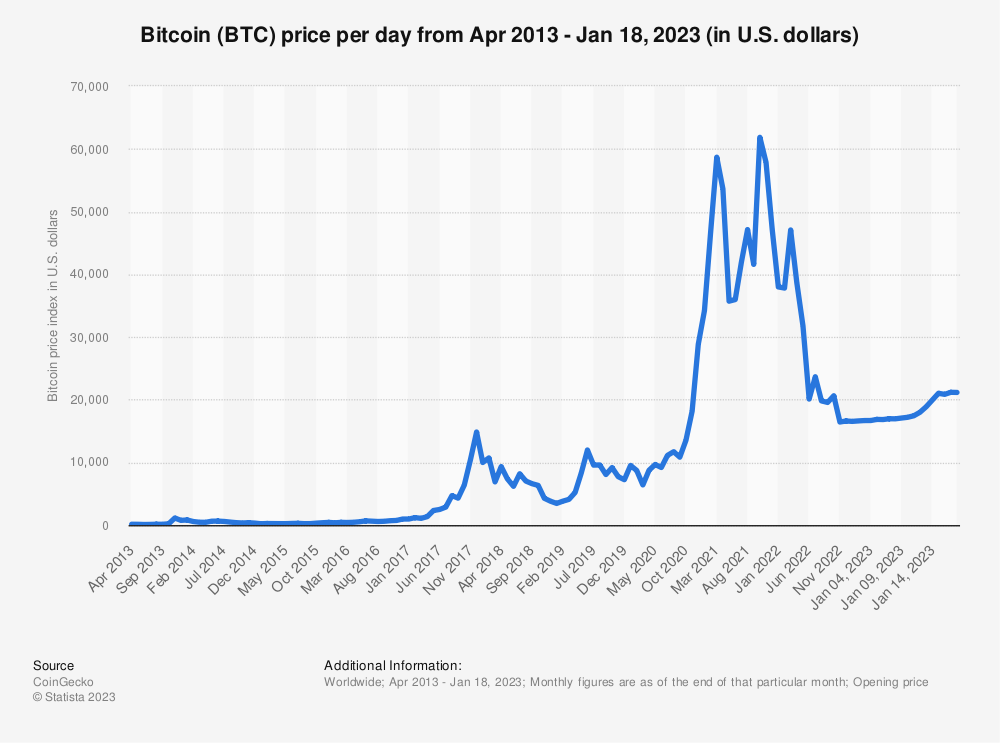 Bitcoin (BTC) price per day from Apr 2013 - Jan 18, 2023 (in U.S. dollars)
Bitcoin price index in U.S. dollars
70,000
60,000
50,000
40,000
30,000
20,000
10,000
0
Apr 2013
Sep 2013
Feb 2014
Jul 2014
Dec 2014
May 2015
Oct 2015
Mar 2016
Aug 2016
Jan 2017
Jun 2017
Nov 2017
Apr 2018
Sep 2018
Feb 2019
Jul 2019
Dec 2019
May 2020
Oct 2020
Mar 2021
Aug 2021
Jan 2022
Jun 2022
Nov 2022
Jan 04, 2023
Jan 09, 2023
Jan 14, 2023
Source
CoinGecko
© Statista 2023
Additional Information:
Worldwide; Apr 2013 - Jan 18, 2023; Monthly figures are as of the end of that particular month; Opening price